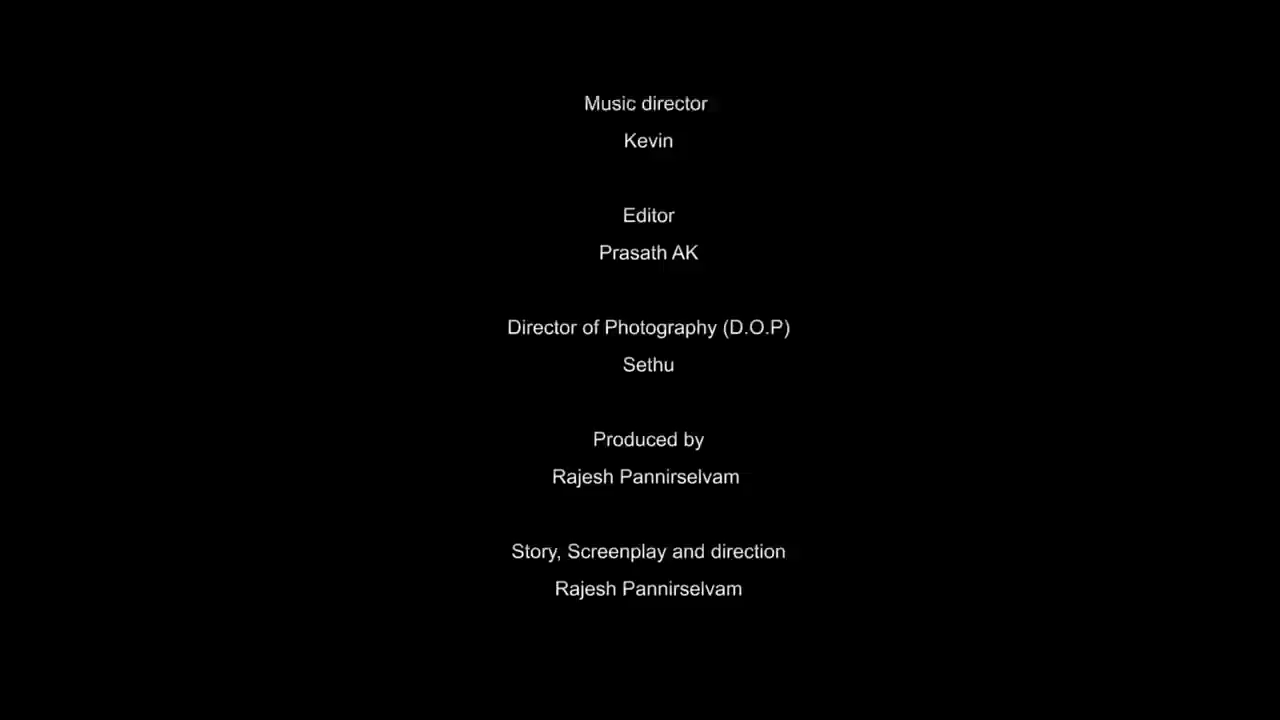 Music director
Kevin
Editor
Prasath AK
Director of Photography (D.O.P)
Sethu
Produced by
Rajesh Pannirselvam
Story, Screenplay and direction
Rajesh Pannirselvam